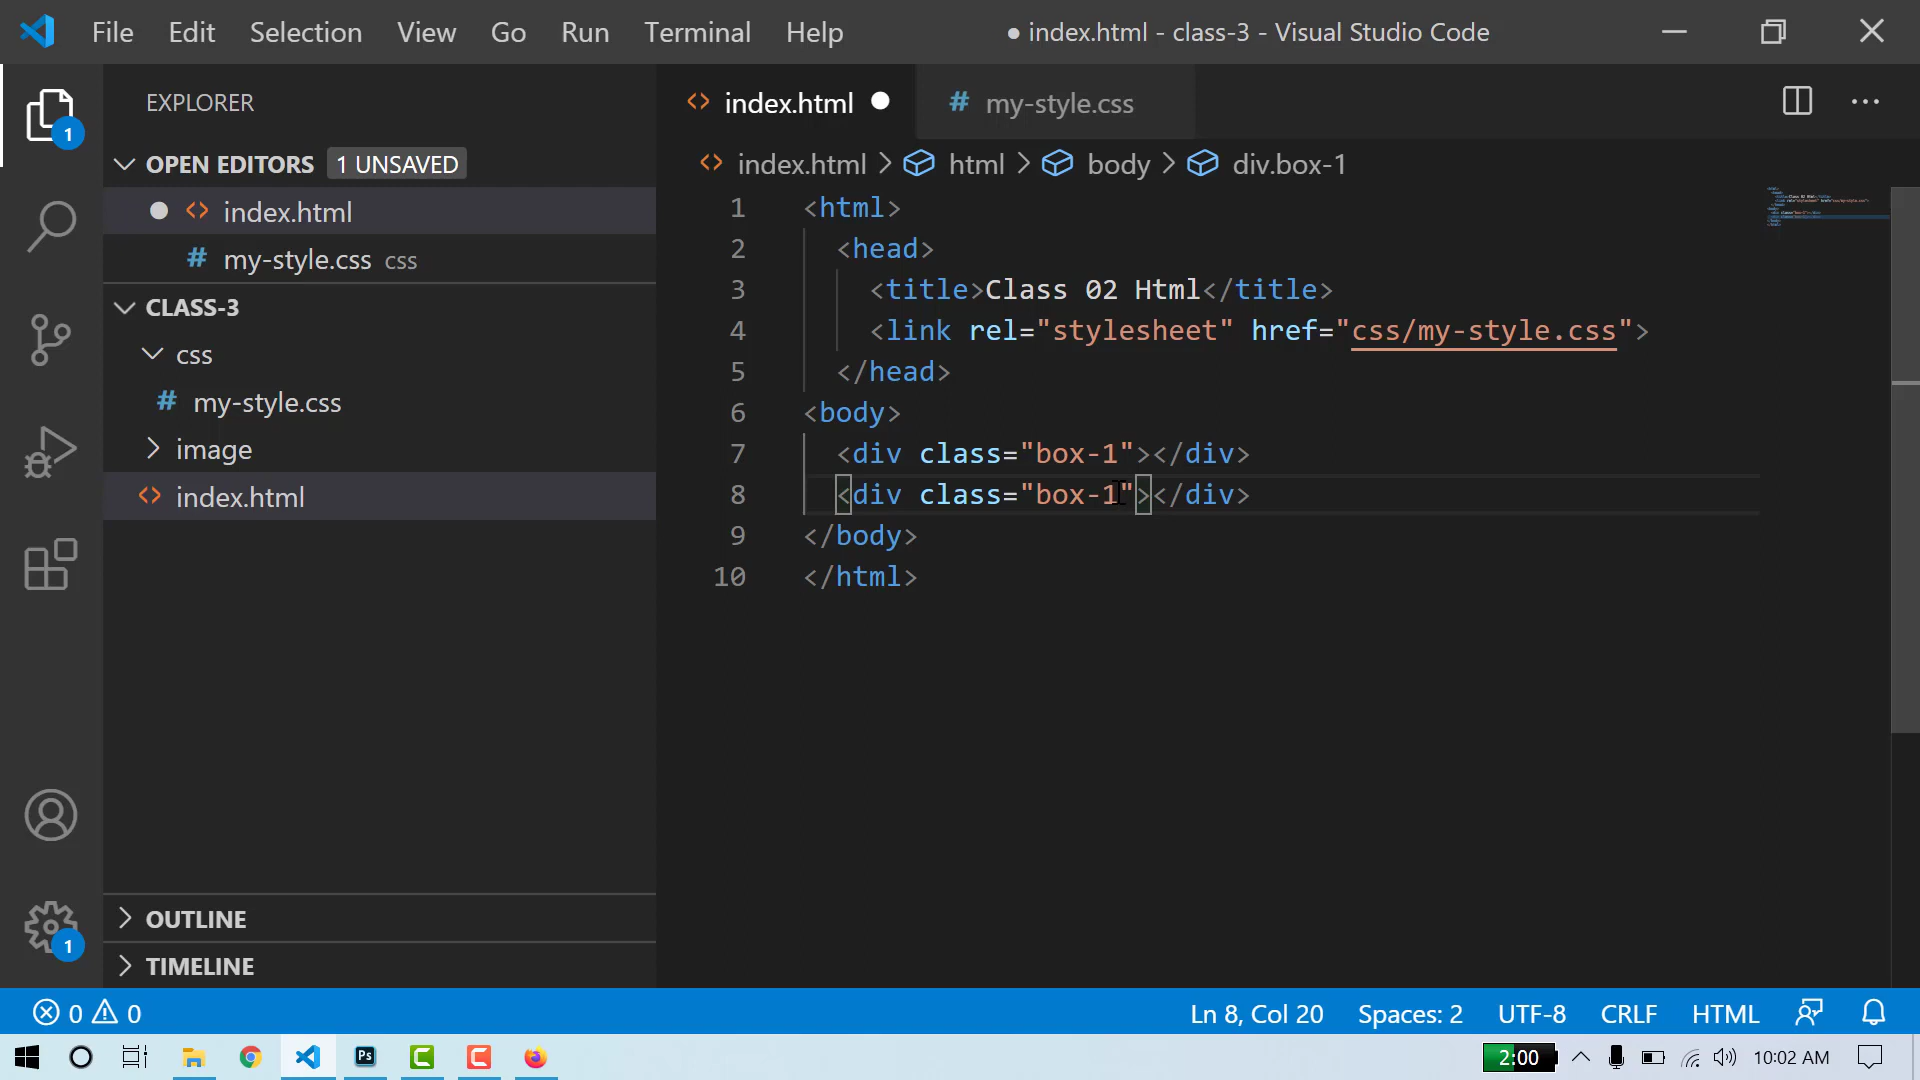 File Edit Selection View Go Run Terminal Help ● index.html - class-3 - Visual Studio Code
EXPLORER
OPEN EDITORS 1 UNSAVED
index.html
# my-style.css css
CLASS-3
css
# my-style.css
image
index.html
OUTLINE
TIMELINE
1
1
index.html ● # my-style.css
index.html > html > body > div.box-1
1 <html>
2 <head>
3 <title>Class 02 Html</title>
4 <link rel="stylesheet" href="css/my-style.css">
5 </head>
6 <body>
7 <div class="box-1"></div>
8 <div class="box-1"></div>
9 </body>
10 </html>
0 0 Ln 8, Col 20 Spaces: 2 UTF-8 CRLF HTML
Ps C C 2:00 10:02 AM